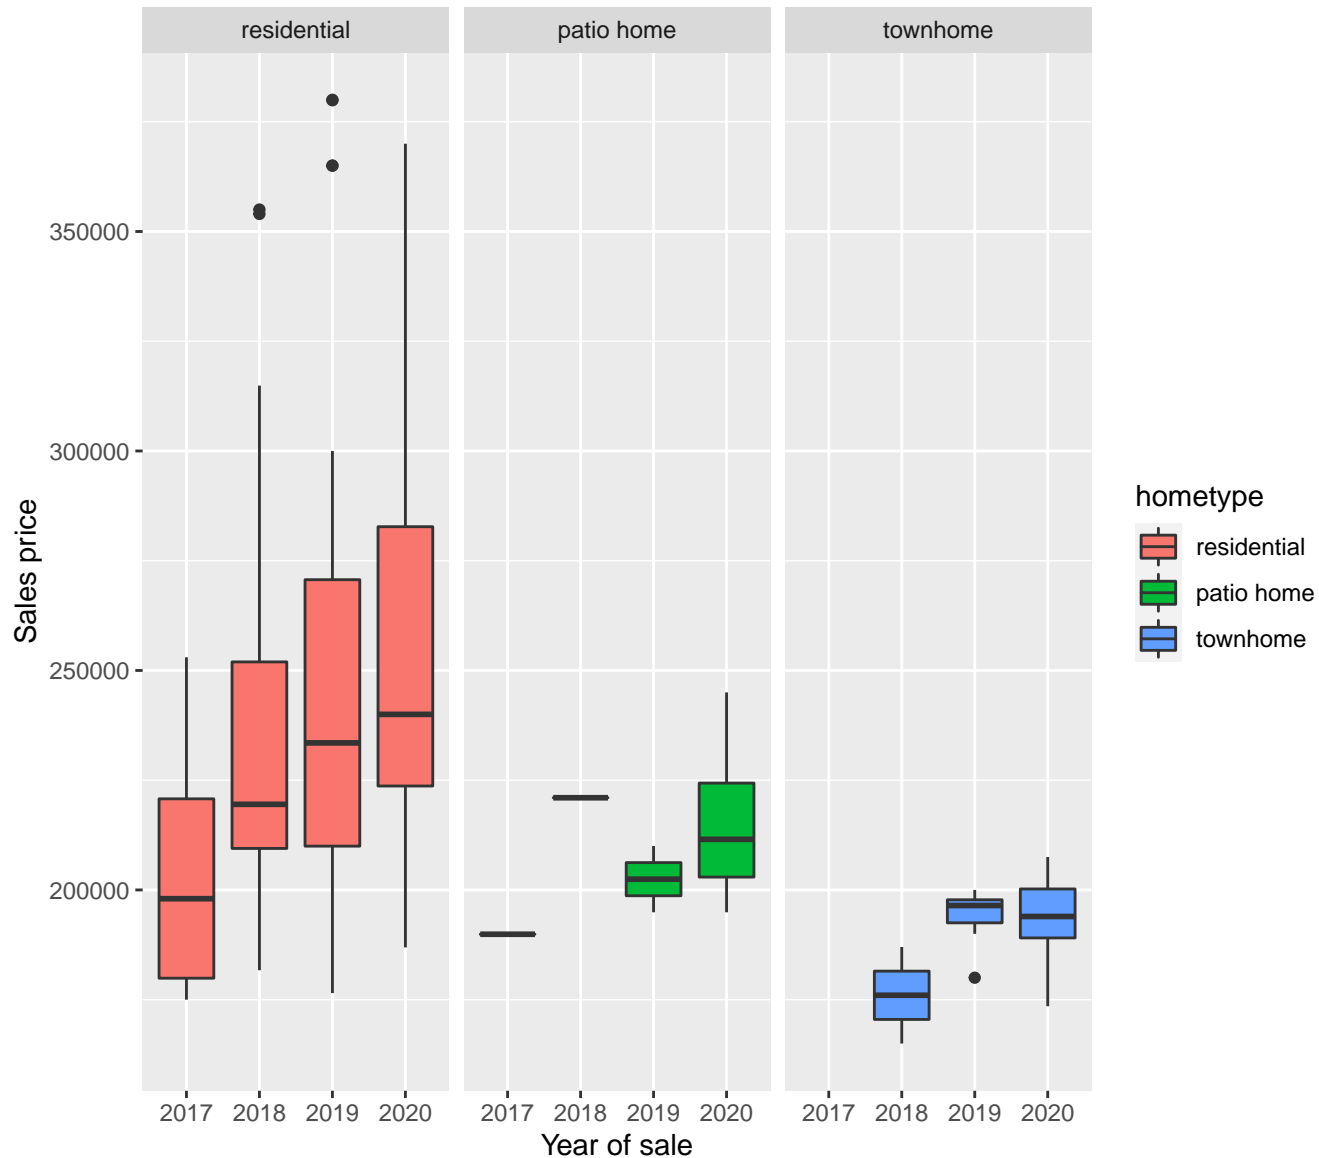 residential patio home townhome
350000
300000
250000
200000
Sales price
2017 2018 2019 2020 2017 2018 2019 2020 2017 2018 2019 2020
Year of sale
hometype
residential
patio home
townhome